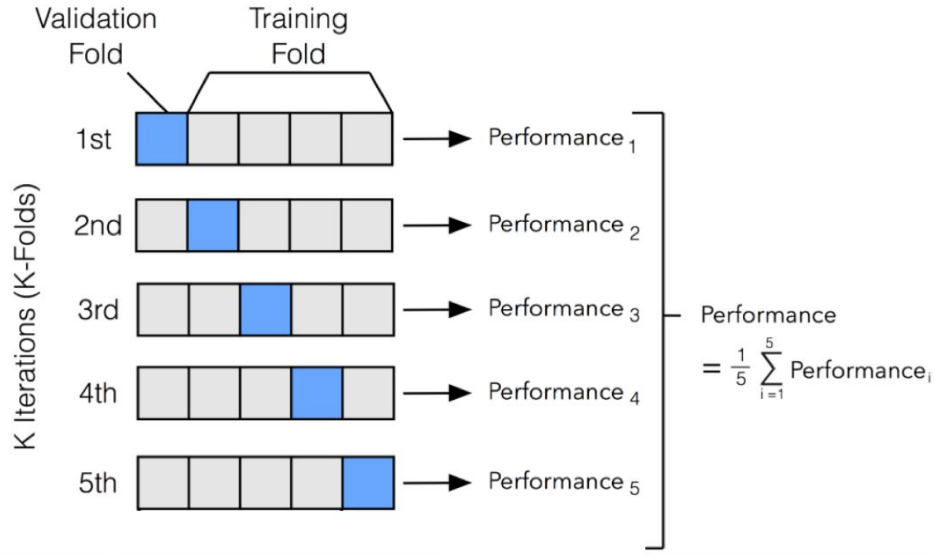 Validation
Fold
Training
Fold
K Iterations (K-Folds)
1st
Performance 1
2nd
Performance 2
3rd
Performance 3
4th
Performance 4
5th
Performance 5
Performance
= 1/5 5∑i=1 Performancei